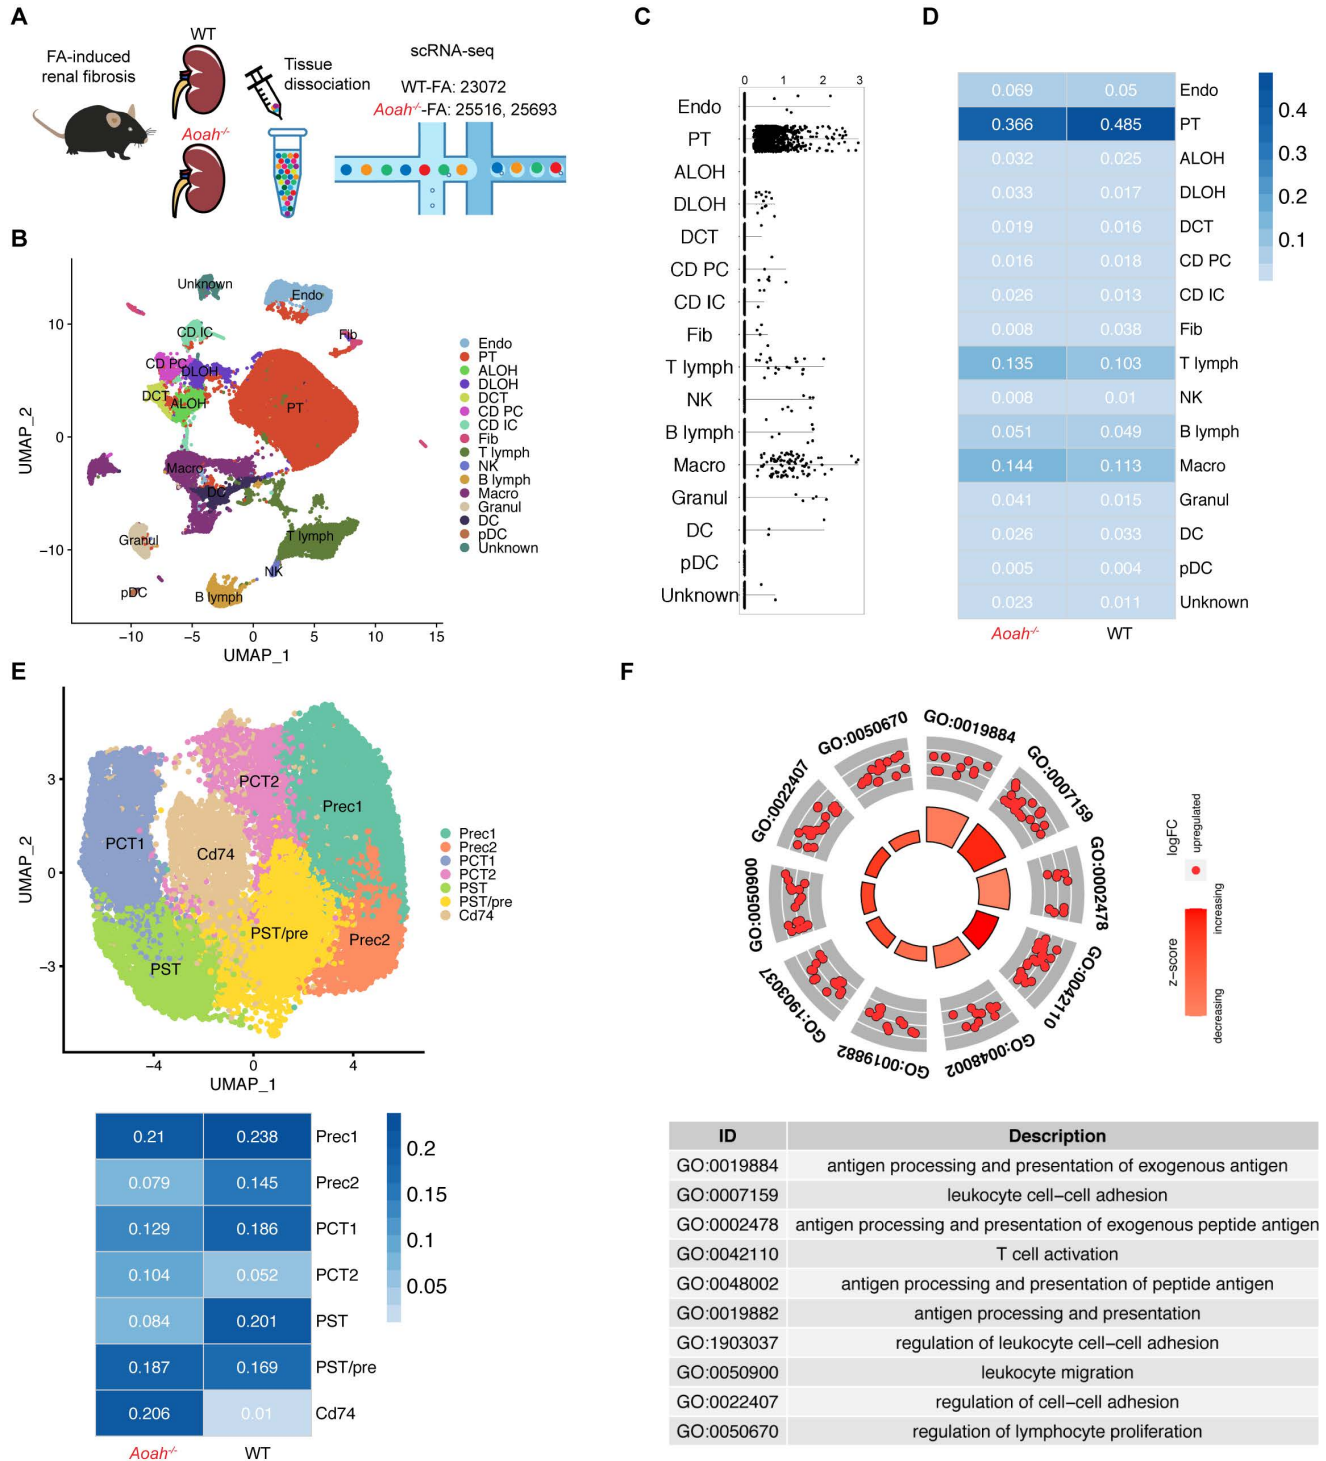 A
FA-induced
renal fibrosis
WT
Aoah-/-
Tissue
dissociation
scRNA-seq
WT-FA: 23072
Aoah-/--FA: 25516, 25693
B
UMAP_2
10
0
−10
−10
−5
0
5
10
15
UMAP_1
Unknown
Endo
CD IC
Fib
CD PC
DLOH
DCT
ALOH
PT
Macro
DC
Granul
T lymph
NK
pDC
B lymph
Endo
PT
ALOH
DLOH
DCT
CD PC
CD IC
Fib
T lymph
NK
B lymph
Macro
Granul
DC
pDC
Unknown
C
0 1 2 3
Endo
PT
ALOH
DLOH
DCT
CD PC
CD IC
Fib
T lymph
NK
B lymph
Macro
Granul
DC
pDC
Unknown
D
0.069 0.05 Endo
0.366 0.485 PT
0.032 0.025 ALOH
0.033 0.017 DLOH
0.019 0.016 DCT
0.016 0.018 CD PC
0.026 0.013 CD IC
0.008 0.038 Fib
0.135 0.103 T lymph
0.008 0.01 NK
0.051 0.049 B lymph
0.144 0.113 Macro
0.041 0.015 Granul
0.026 0.033 DC
0.005 0.004 pDC
0.023 0.011 Unknown
Aoah-/- WT
0.4
0.3
0.2
0.1
E
UMAP_2
3
0
−3
−4
0
4
UMAP_1
PCT2
Prec1
PCT1
Cd74
PST/pre
Prec2
PST
Prec1
Prec2
PCT1
PCT2
PST
PST/pre
Cd74
0.21 0.238 Prec1
0.079 0.145 Prec2
0.129 0.186 PCT1
0.104 0.052 PCT2
0.084 0.201 PST
0.187 0.169 PST/pre
0.206 0.01 Cd74
Aoah-/- WT
0.2
0.15
0.1
0.05
F
GO:0019884
GO:0007159
GO:0002478
GO:0042110
GO:0048002
GO:0019882
GO:1903037
GO:0050900
GO:0022407
GO:0050670
logFC
upregulated
z−score
increasing
decreasing
ID Description
GO:0019884 antigen processing and presentation of exogenous antigen
GO:0007159 leukocyte cell−cell adhesion
GO:0002478 antigen processing and presentation of exogenous peptide antigen
GO:0042110 T cell activation
GO:0048002 antigen processing and presentation of peptide antigen
GO:0019882 antigen processing and presentation
GO:1903037 regulation of leukocyte cell−cell adhesion
GO:0050900 leukocyte migration
GO:0022407 regulation of cell−cell adhesion
GO:0050670 regulation of lymphocyte proliferation